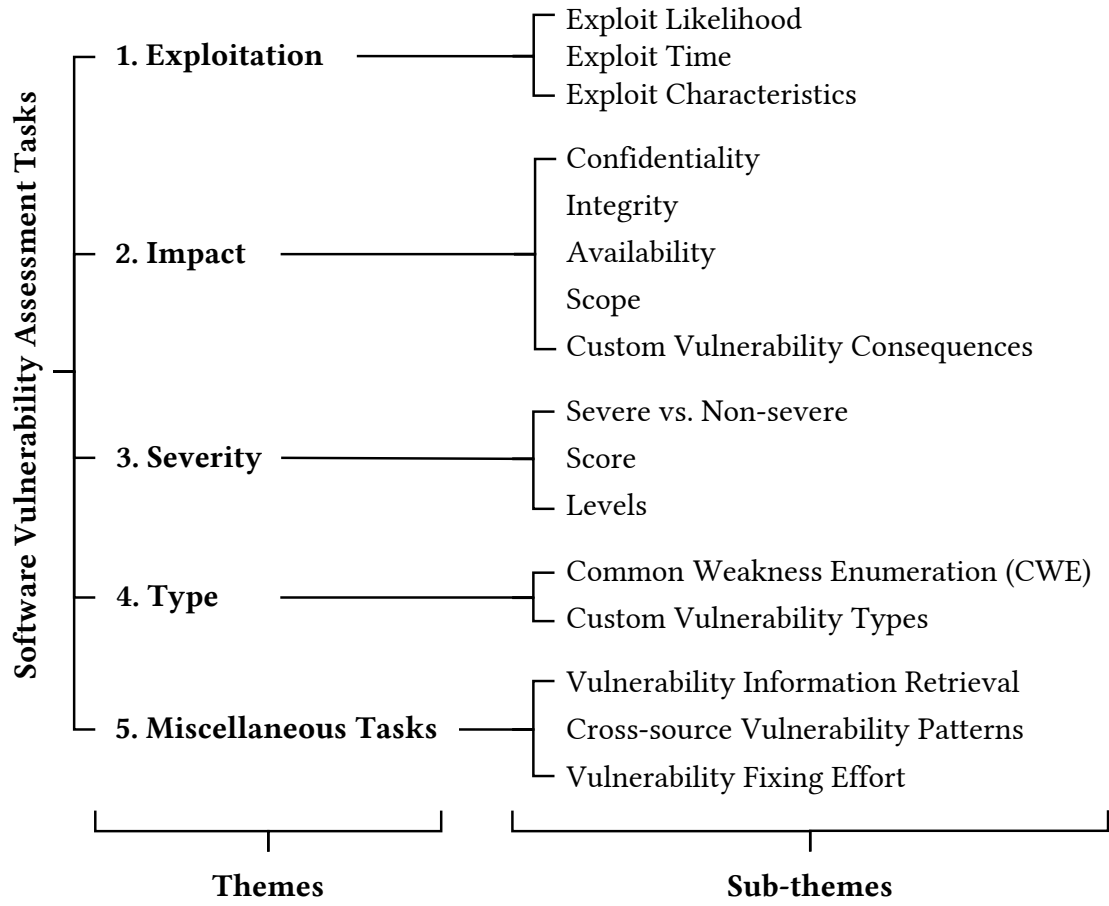 Software Vulnerability Assessment Tasks
1. Exploitation
Exploit Likelihood
Exploit Time
Exploit Characteristics
2. Impact
Confidentiality
Integrity
Availability
Scope
Custom Vulnerability Consequences
3. Severity
Severe vs. Non-severe
Score
Levels
4. Type
Common Weakness Enumeration (CWE)
Custom Vulnerability Types
5. Miscellaneous Tasks
Vulnerability Information Retrieval
Cross-source Vulnerability Patterns
Vulnerability Fixing Effort
Themes
Sub-themes